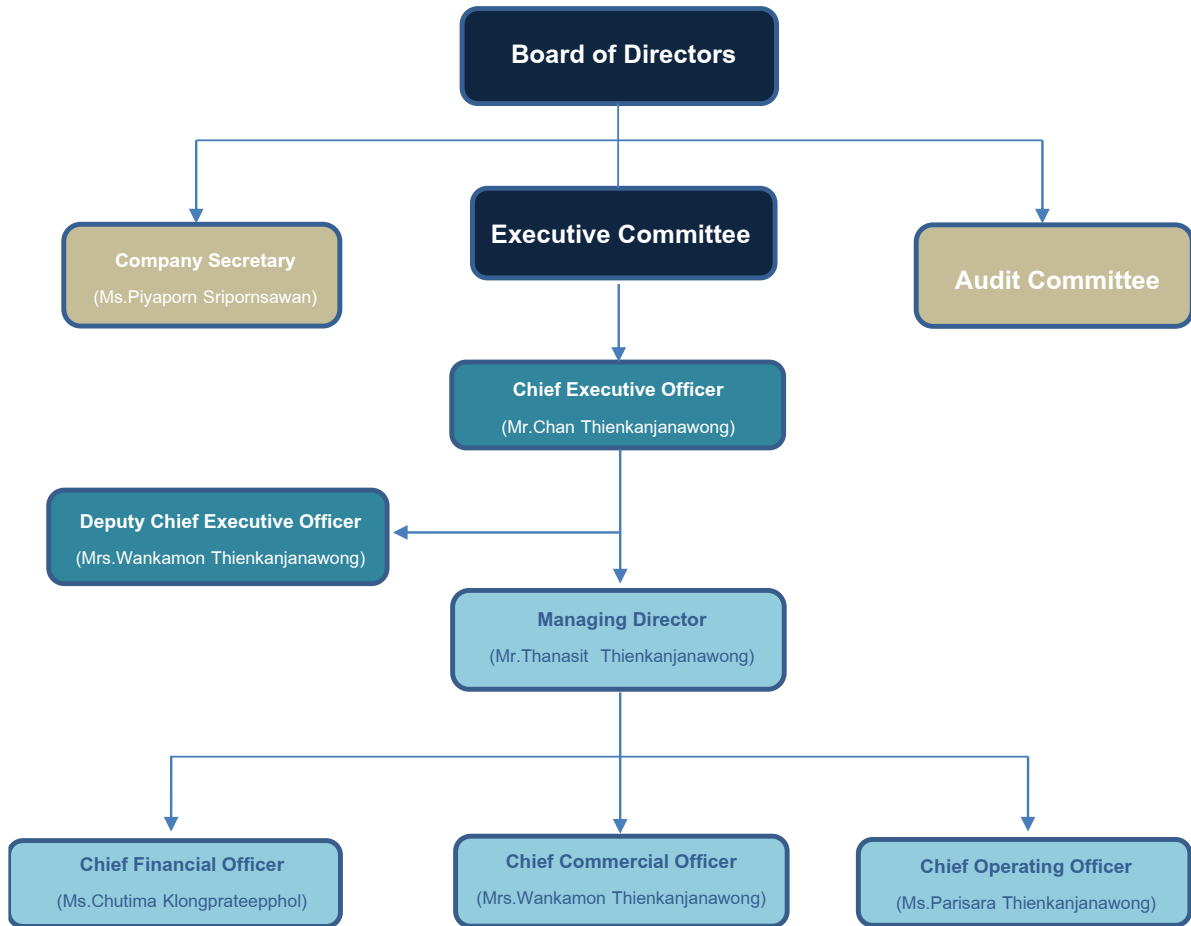 Board of Directors
Executive Committee
Company Secretary
(Ms.Piyaporn Sripornsawan)
Audit Committee
Chief Executive Officer
(Mr.Chan Thienkanjanawong)
Deputy Chief Executive Officer
(Mrs.Wankamon Thienkanjanawong)
Managing Director
(Mr.Thanasit Thienkanjanawong)
Chief Financial Officer
(Ms.Chutima Klongprateepphol)
Chief Commercial Officer
(Mrs.Wankamon Thienkanjanawong)
Chief Operating Officer
(Ms.Parisara Thienkanjanawong)